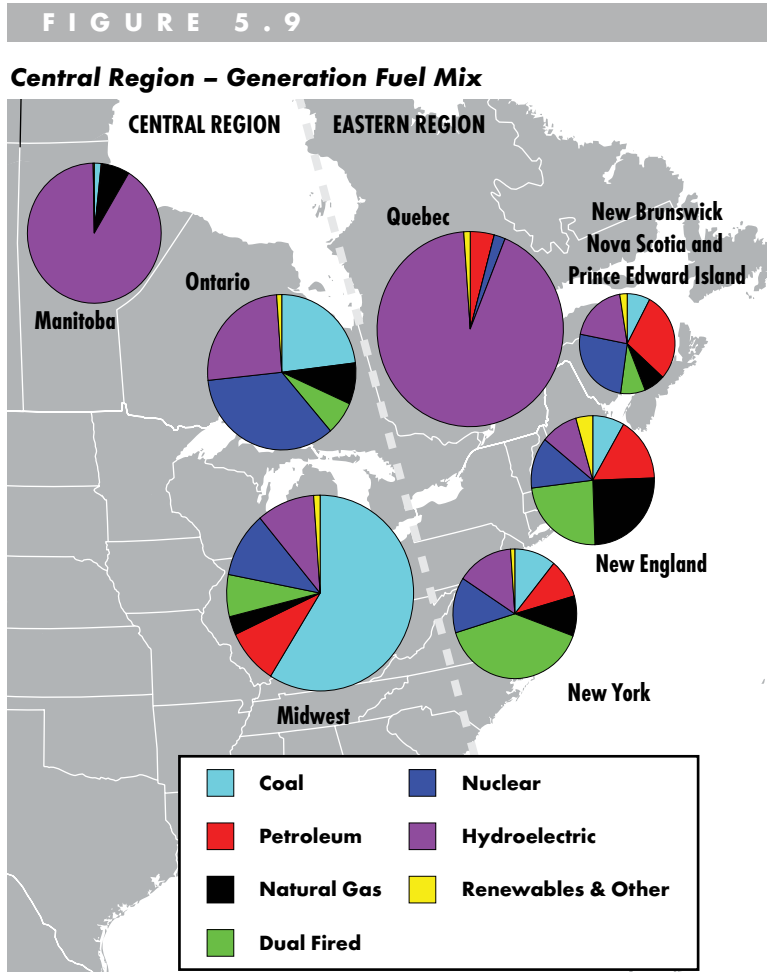 FIGURE 5.9
Central Region – Generation Fuel Mix
CENTRAL REGION
EASTERN REGION
Manitoba
Ontario
Quebec
New Brunswick
Nova Scotia and
Prince Edward Island
New England
New York
Midwest
Coal
Petroleum
Natural Gas
Dual Fired
Nuclear
Hydroelectric
Renewables & Other